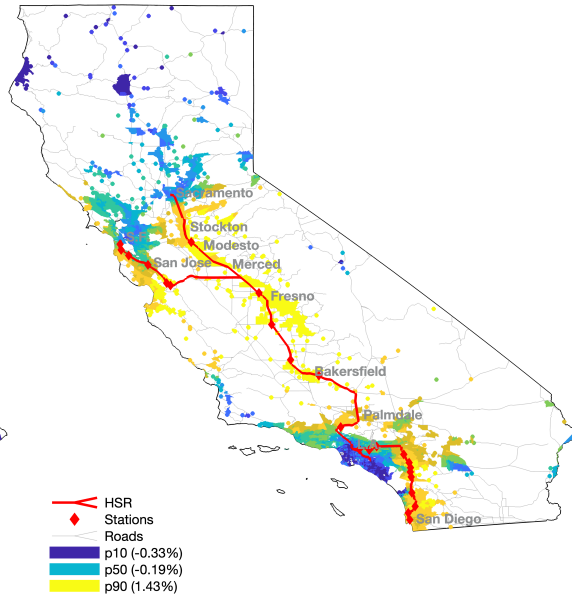 Sacramento
Stockton
Modesto
San Jose
Merced
Fresno
Bakersfield
Palmdale
San Diego
HSR
Stations
Roads
p10 (-0.33%)
p50 (-0.19%)
p90 (1.43%)